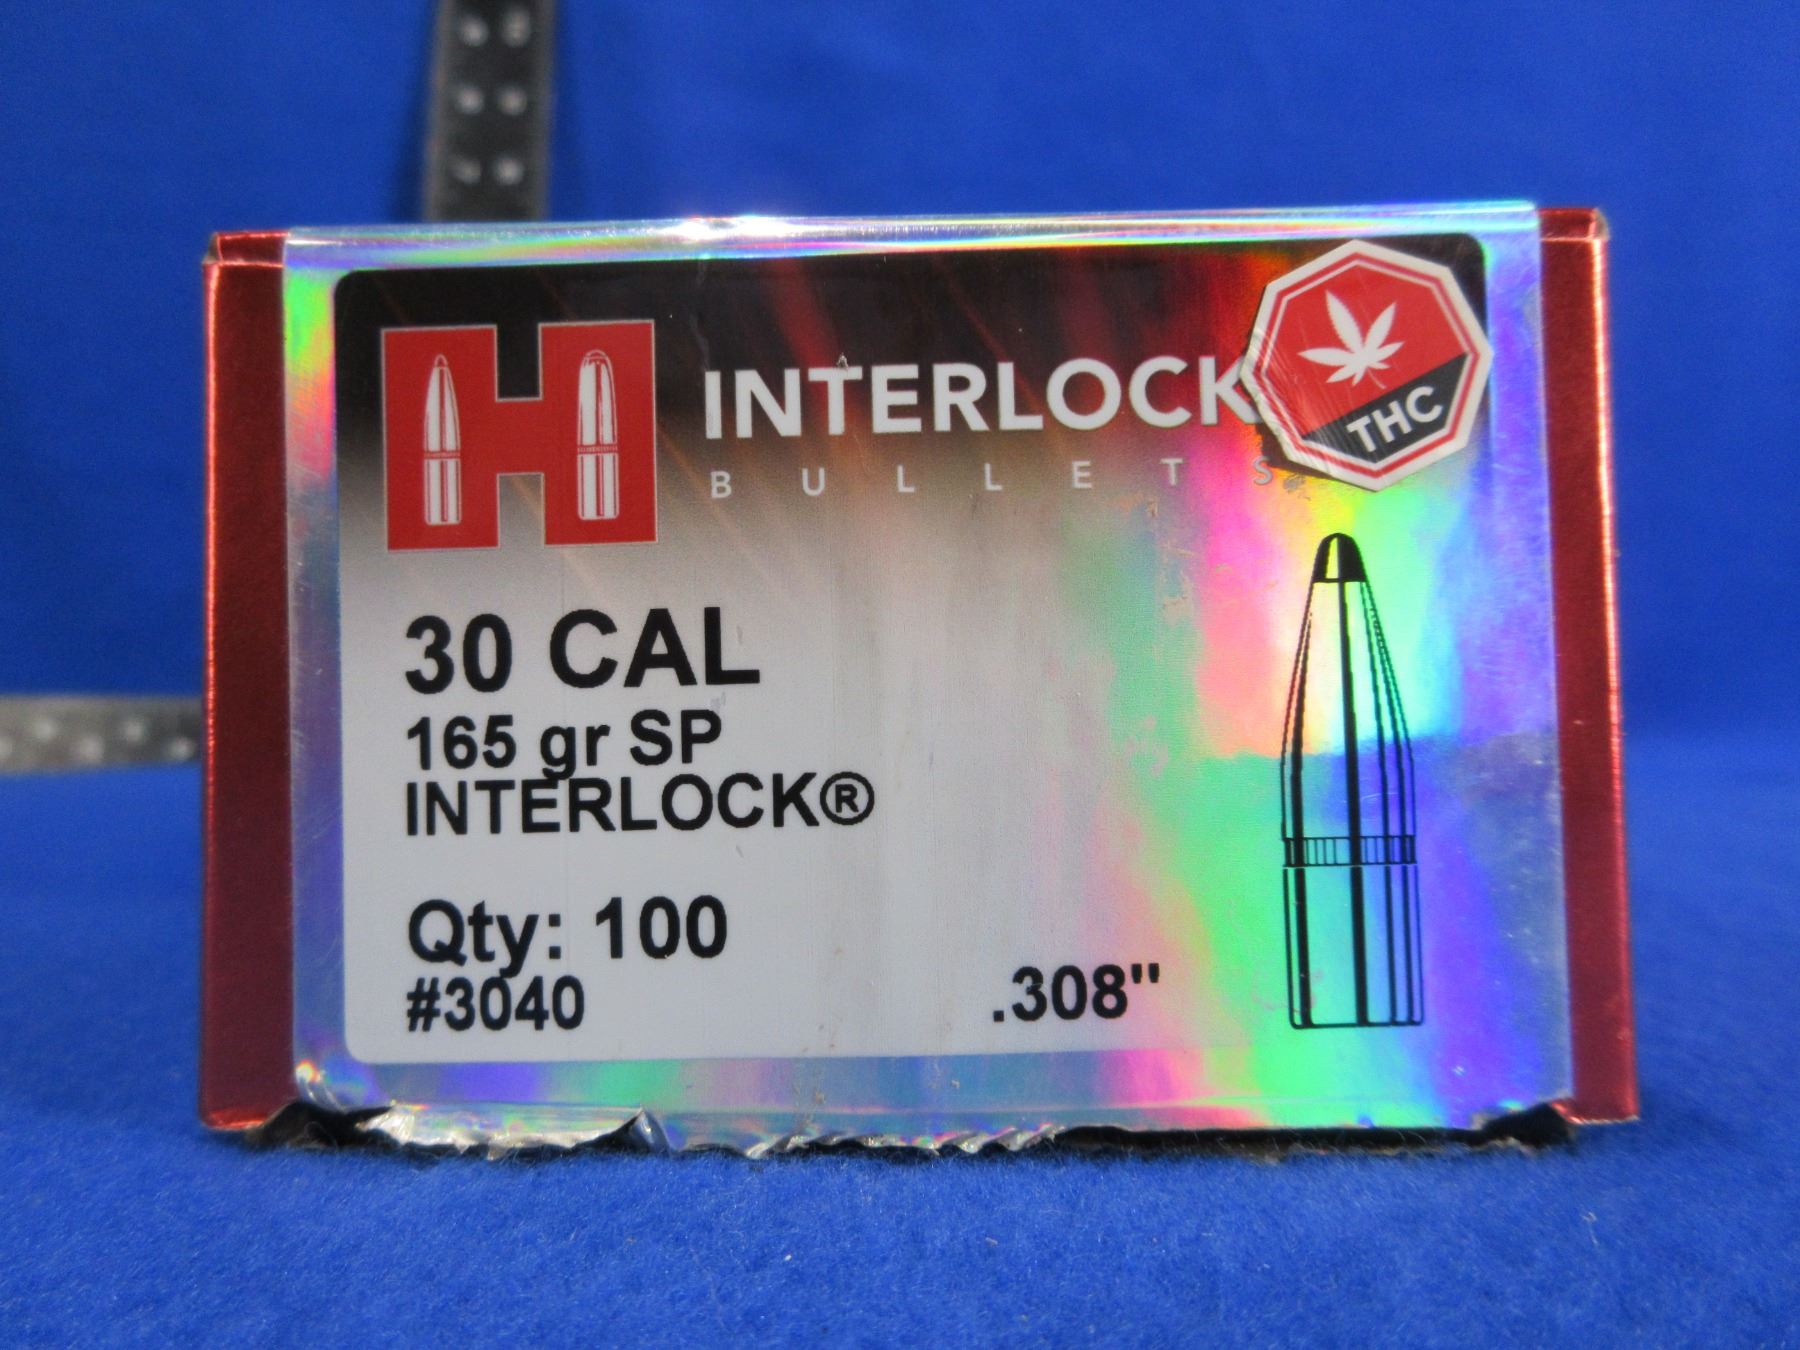 H
INTERLOCK
THC
BULLETS
30 CAL
165 gr SP
INTERLOCK®
Qty: 100
#3040
.308"